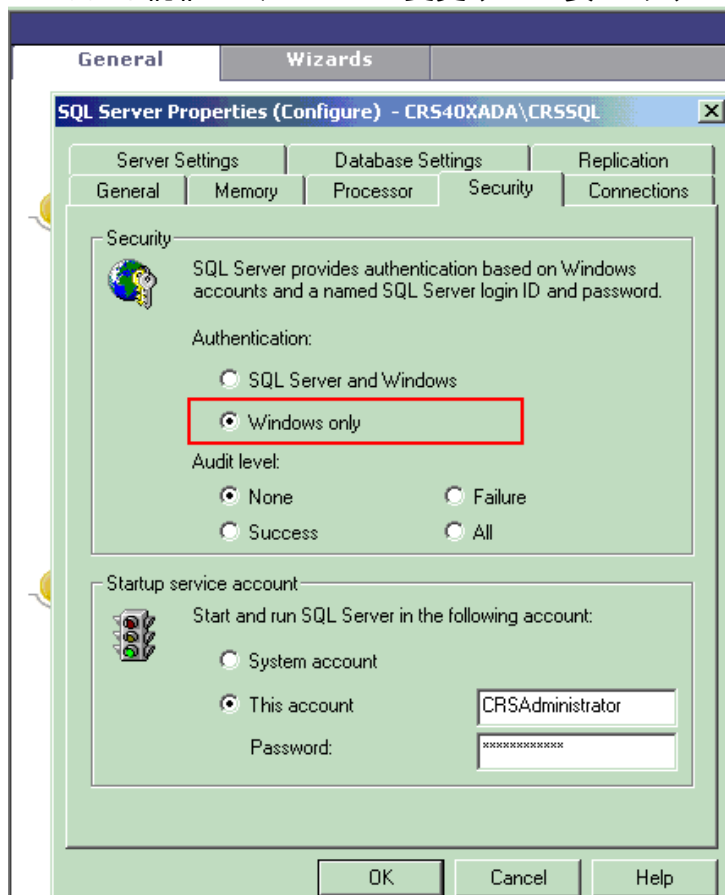 General Wizards
SQL Server Properties (Configure) - CRS40XADA\CRSSQL
Server Settings Database Settings Replication
General Memory Processor Security Connections
Security
SQL Server provides authentication based on Windows
accounts and a named SQL Server login ID and password.
Authentication:
SQL Server and Windows
Windows only
Audit level:
None Failure
Success All
Startup service account
Start and run SQL Server in the following account:
System account
This account CRSAdministrator
Password: ************
OK Cancel Help